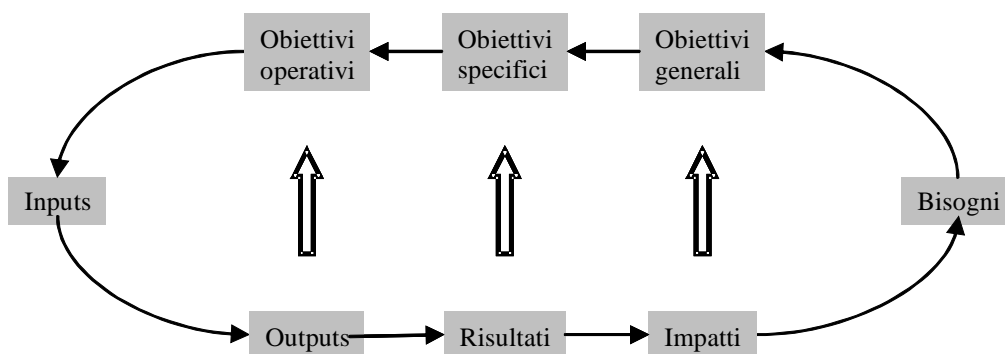 Obiettivi
operativi
Obiettivi
specifici
Obiettivi
generali
Inputs
Bisogni
Outputs
Risultati
Impatti